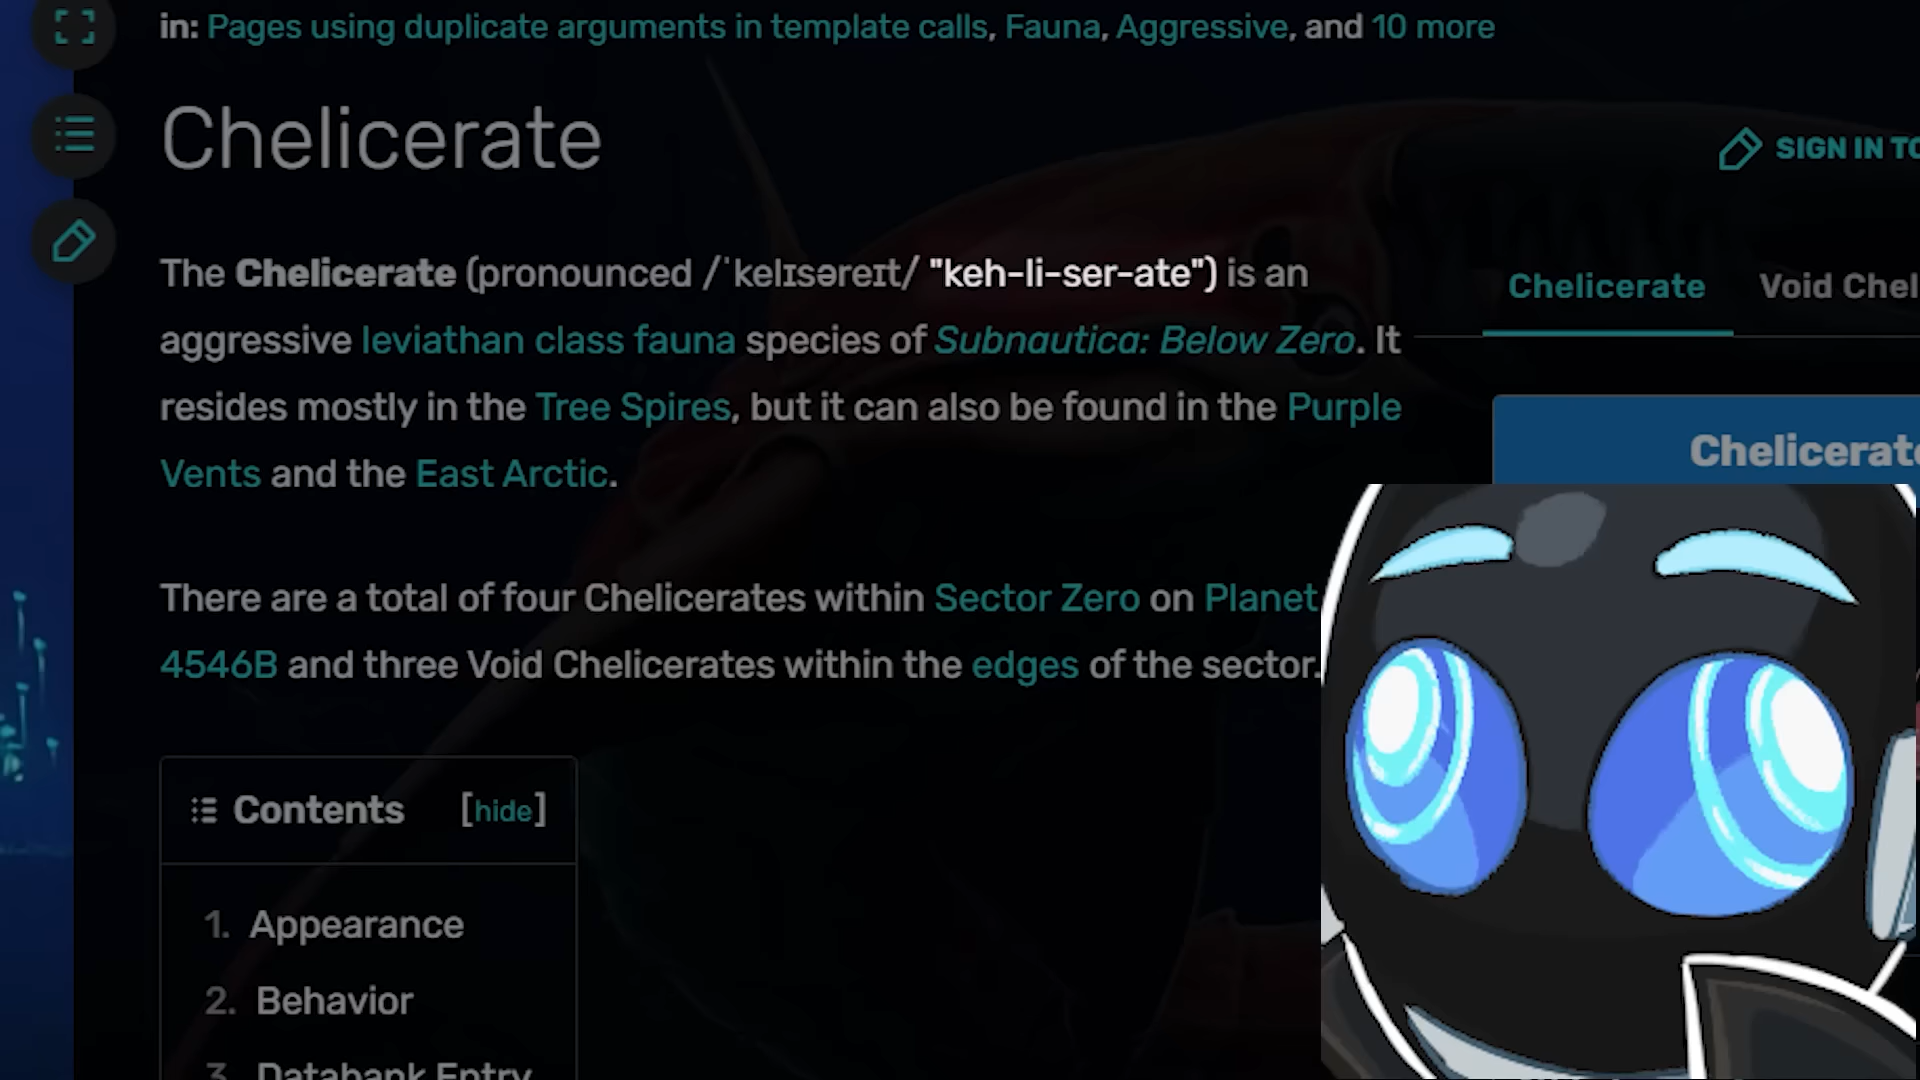 in: Pages using duplicate arguments in template calls, Fauna, Aggressive, and 10 more
Chelicerate
SIGN IN TO
The Chelicerate (pronounced /ˈkelɪsəreɪt/ "keh-li-ser-ate") is an
aggressive leviathan class fauna species of Subnautica: Below Zero. It
resides mostly in the Tree Spires, but it can also be found in the Purple
Vents and the East Arctic.
Chelicerate
Void Chel
Chelicerate
There are a total of four Chelicerates within Sector Zero on Planet
4546B and three Void Chelicerates within the edges of the sector.
Contents [hide]
1. Appearance
2. Behavior
3. Databank Entry